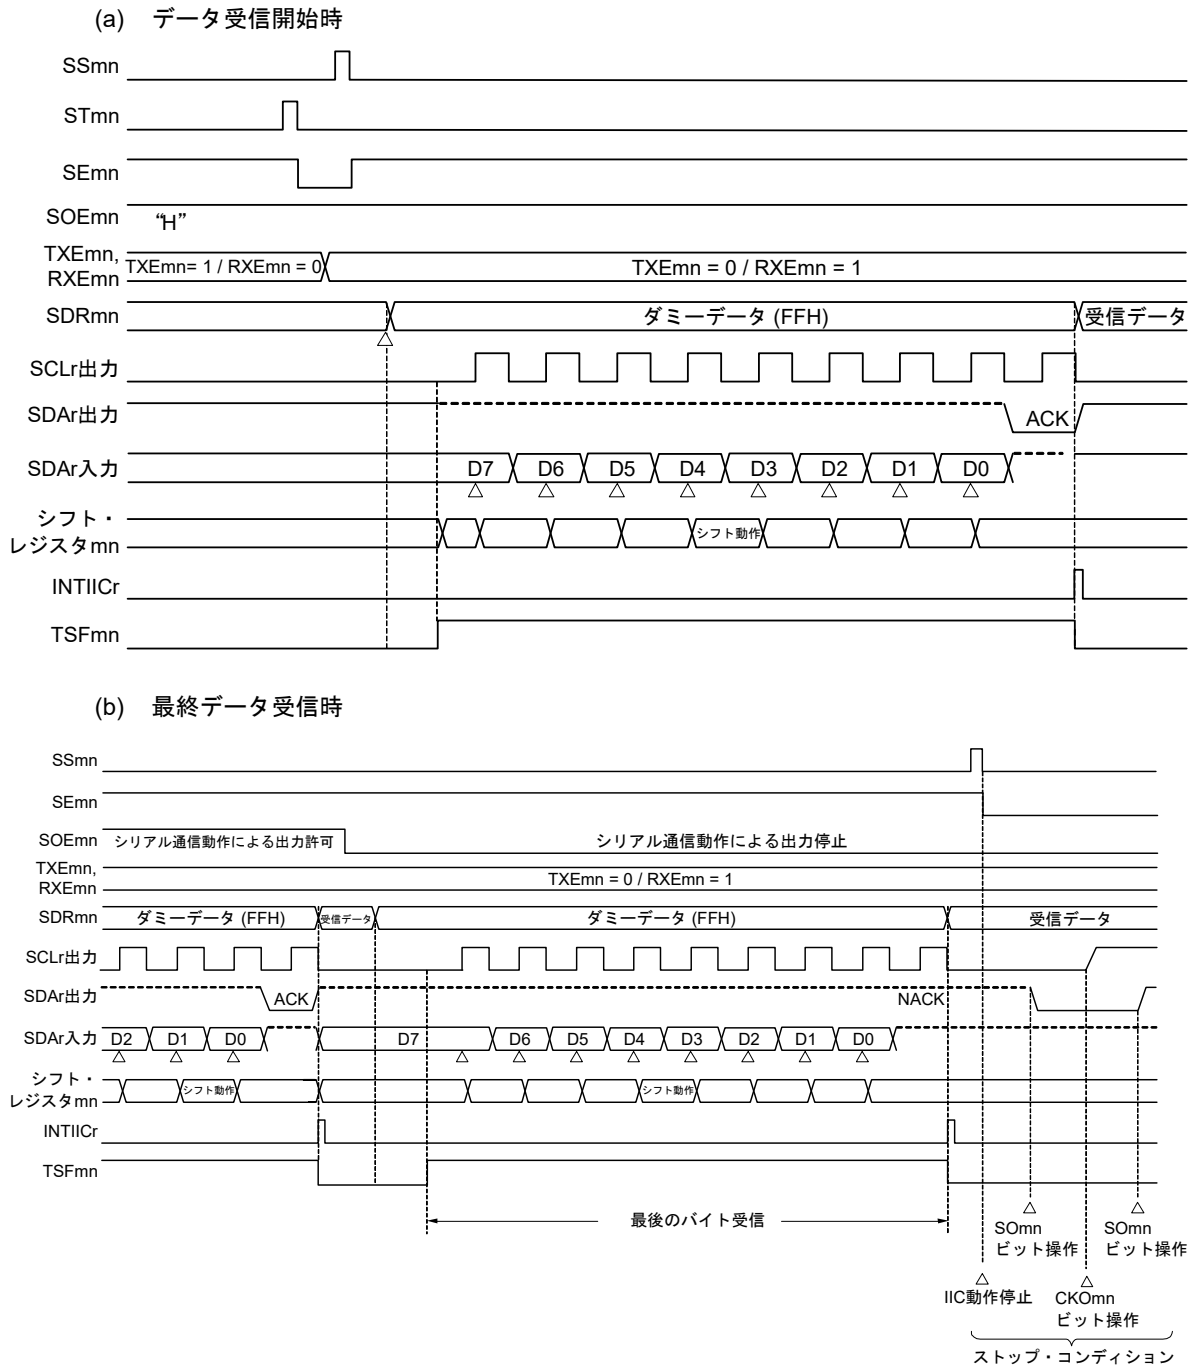 (a) データ受信開始時
SSmn
STmn
SEmn
SOEmn “H”
TXEmn,
RXEmn
TXEmn= 1 / RXEmn = 0
TXEmn = 0 / RXEmn = 1
SDRmn
ダミーデータ (FFH)
受信データ
SCLr出力
SDAr出力
ACK
SDAr入力
D7 D6 D5 D4 D3 D2 D1 D0
シフト・
レジスタmn
シフト動作
INTIICr
TSFmn
(b) 最終データ受信時
SSmn
SEmn
SOEmn
シリアル通信動作による出力許可
シリアル通信動作による出力停止
TXEmn,
RXEmn
TXEmn = 0 / RXEmn = 1
SDRmn
ダミーデータ (FFH)
受信データ
ダミーデータ (FFH)
受信データ
SCLr出力
SDAr出力
ACK
NACK
SDAr入力
D2 D1 D0 D7 D6 D5 D4 D3 D2 D1 D0
シフト・
レジスタmn
シフト動作
シフト動作
INTIICr
TSFmn
最後のバイト受信
SOmn
ビット操作
SOmn
ビット操作
IIC動作停止
CKOmn
ビット操作
ストップ・コンディション